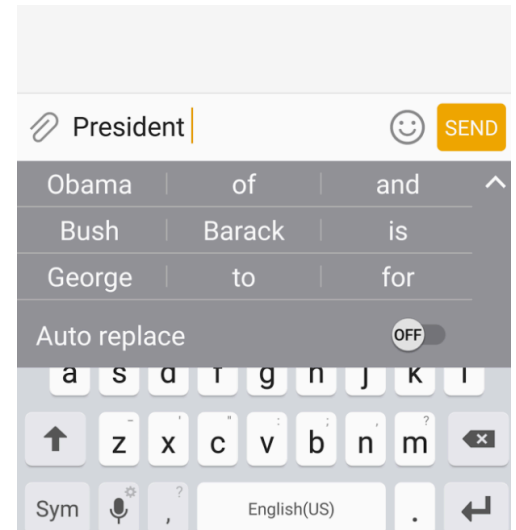 President SEND
Obama of and
Bush Barack is
George to for
Auto replace OFF
a s d f g h j k l
z x c v b n m
Sym , English(US) .